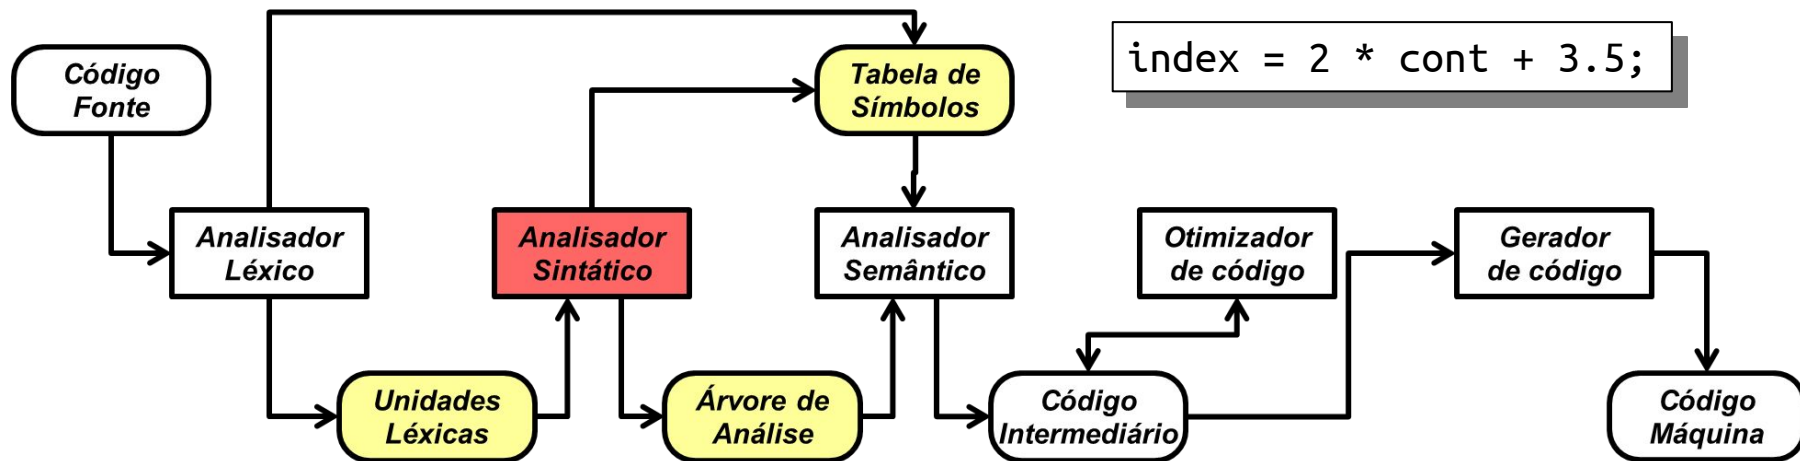 Código
Fonte
Tabela de
Símbolos
index = 2 * cont + 3.5;
Analisador
Léxico
Analisador
Sintático
Analisador
Semântico
Otimizador
de código
Gerador
de código
Unidades
Léxicas
Árvore de
Análise
Código
Intermediário
Código
Máquina